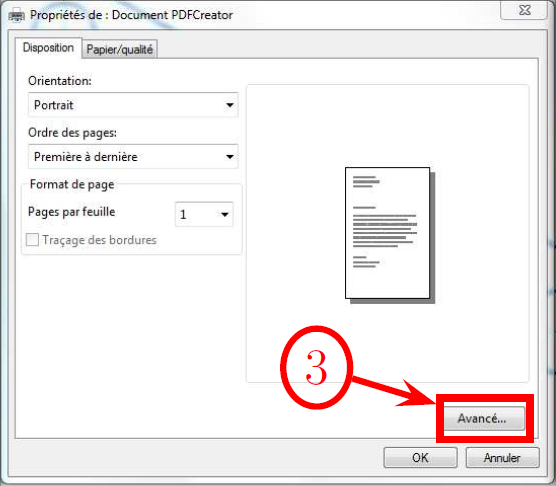 Propriétés de : Document PDFCreator
Disposition
Papier/qualité
Orientation:
Portrait
Ordre des pages:
Première à dernière
Format de page
Pages par feuille
1
Traçage des bordures
3
Avancé...
OK
Annuler